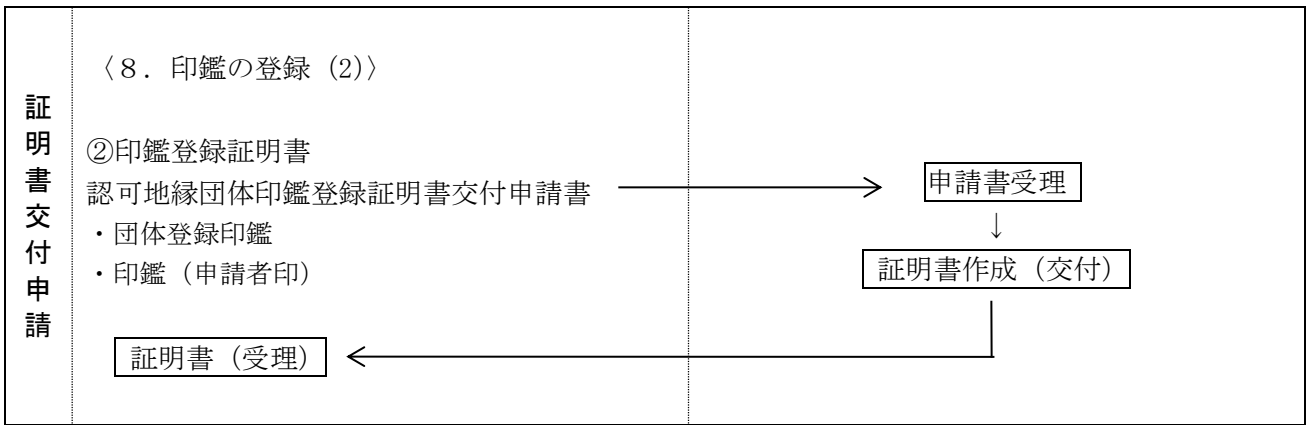 証明書交付申請
〈８．印鑑の登録（2）〉
②印鑑登録証明書
認可地縁団体印鑑登録証明書交付申請書
・団体登録印鑑
・印鑑（申請者印）
申請書受理
↓
証明書作成（交付）
証明書（受理）